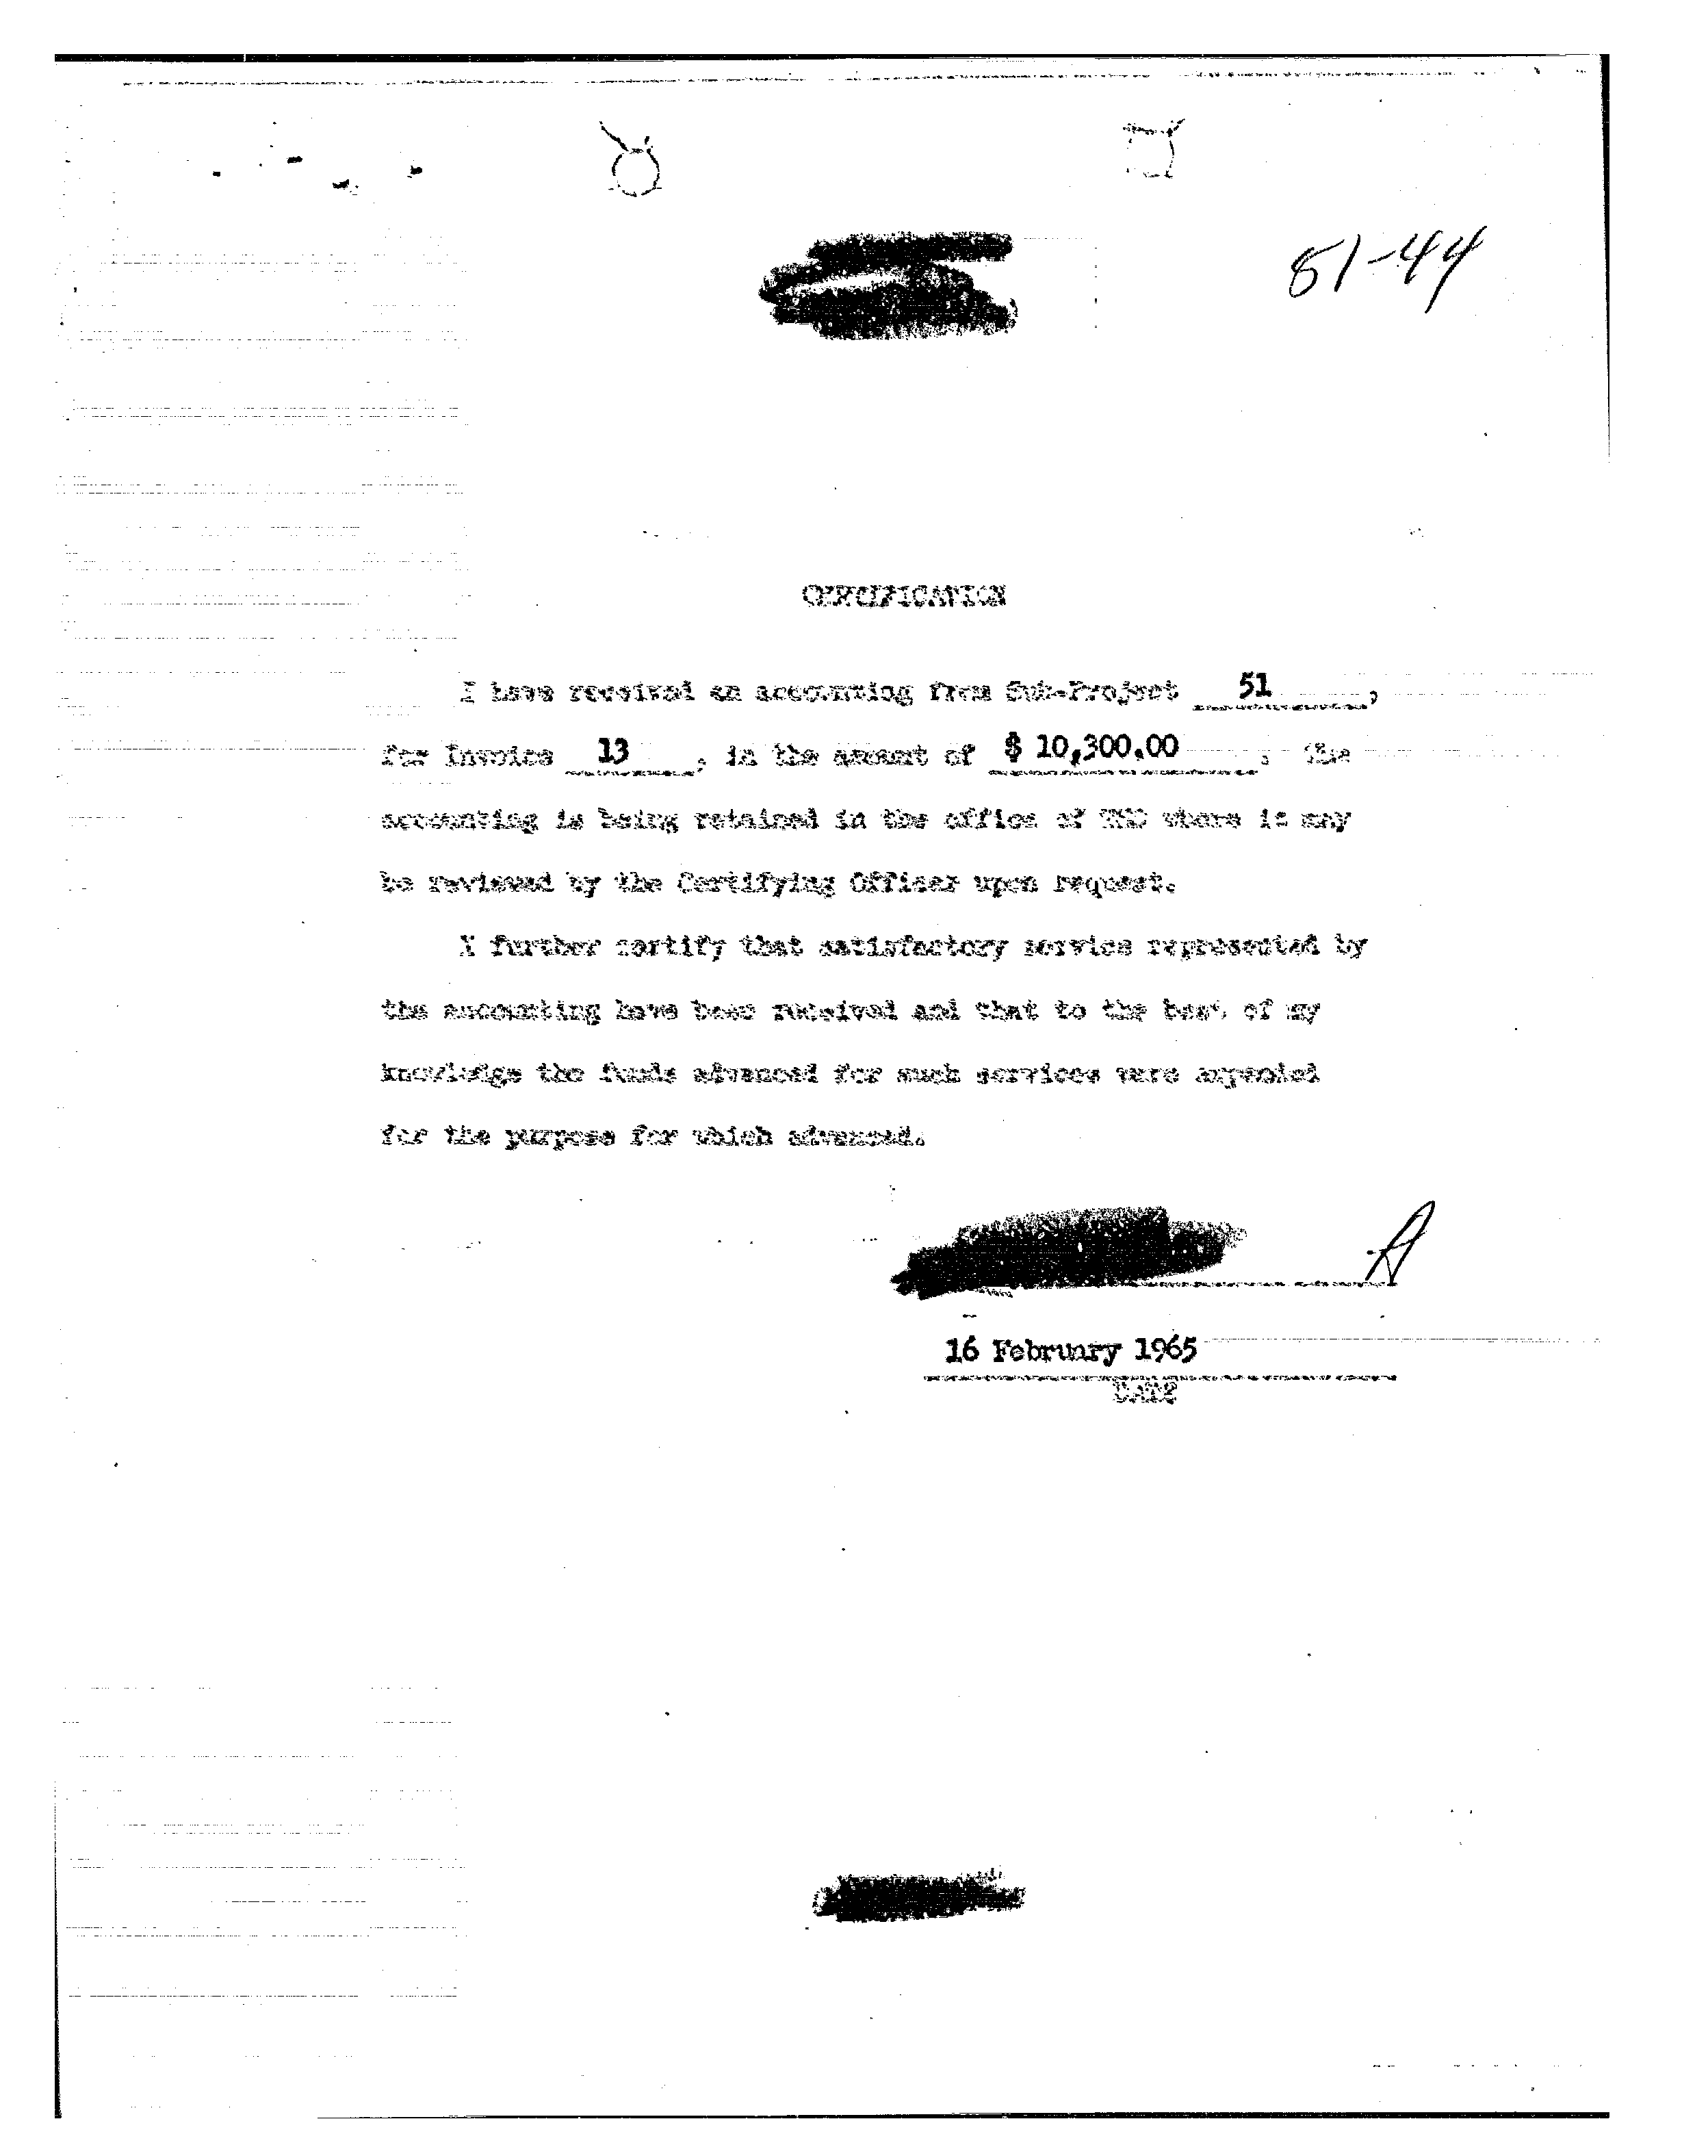 51-44
CERTIFICATION
I have received an accounting from Sub-Project 51,
for Invoice 13, in the amount of $ 10,300.00. The
accounting is being retained in the office of TSD where it may
be reviewed by the Certifying Officer upon request.
I further certify that satisfactory service represented by
the accounting have been received and that to the best of my
knowledge the funds advanced for such services were expended
for the purpose for which advanced.
A
16 February 1965
DATE